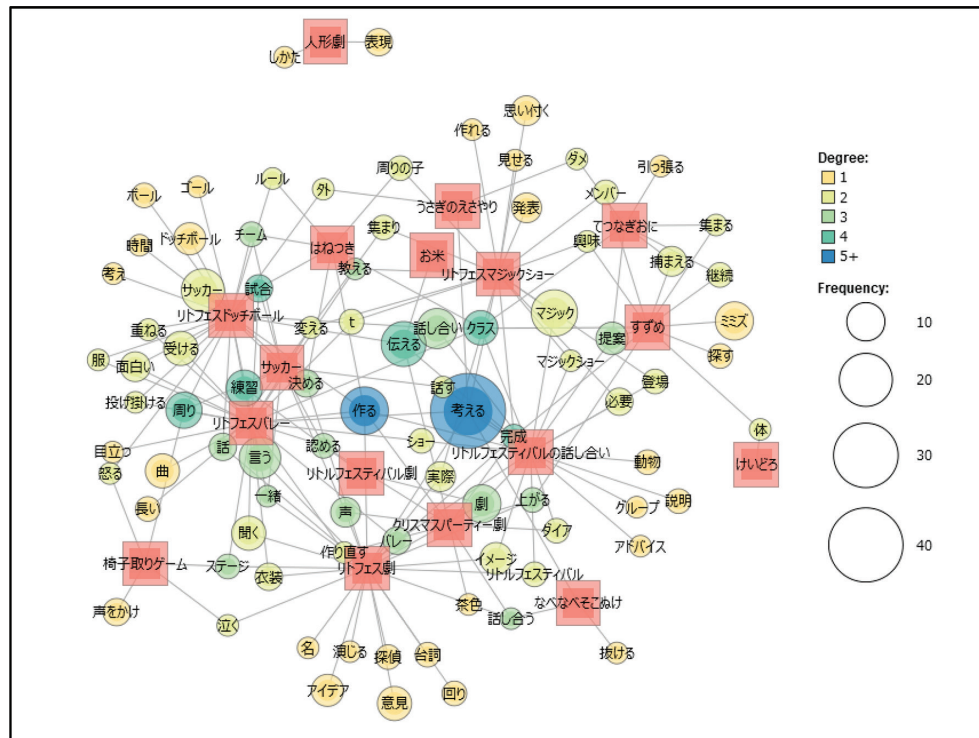 人形劇
しかた
表現
思い付く
作れる
見せる
周りの子
ダメ
引っ張る
ルール
外
メンバー
ゴール
ボール
うさぎのえさやり
発表
てつなぎおに
ドッチボール
チーム
はねつき
集まり
お米
興味
集まる
時間
教える
リトフェスマジックショー
捕まえる
継続
考え
サッカー
試合
リトフェスドッチボール
変える
t
話し合い
クラス
マジック
すずめ
ミミズ
重ねる
受ける
伝える
提案
探す
服
面白い
サッカー
マジックショー
練習
決める
話す
登場
投げ掛ける
周り
作る
考える
必要
リトフェスバレー
体
目立つ
話
認める
ショー
完成
リトルフェスティバルの話し合い
けいどろ
怒る
曲
言う
リトルフェスティバル劇
実際
動物
一緒
長い
声
劇
上がる
グループ
説明
クリスマスパーティー劇
聞く
バレー
ダイア
アドバイス
椅子取りゲーム
ステージ
作り直す
イメージ
衣装
リトフェス劇
リトルフェスティバル
声をかけ
茶色
なべなべそこぬけ
泣く
話し合う
名
演じる
探偵
台詞
抜ける
アイデア
意見
回り
Degree:
1
2
3
4
5+
Frequency:
10
20
30
40